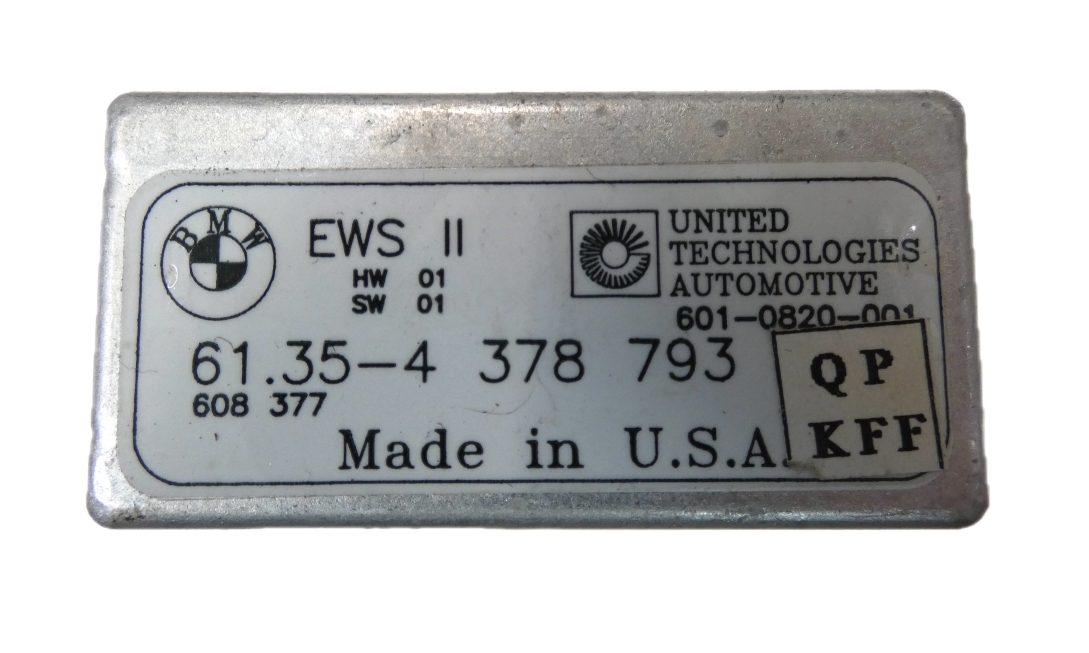 BMW
EWS II
HW 01
SW 01
UNITED
TECHNOLOGIES
AUTOMOTIVE
601-0820-001
61.35-4 378 793
608 377
Made in U.S.A.
QP
KFF